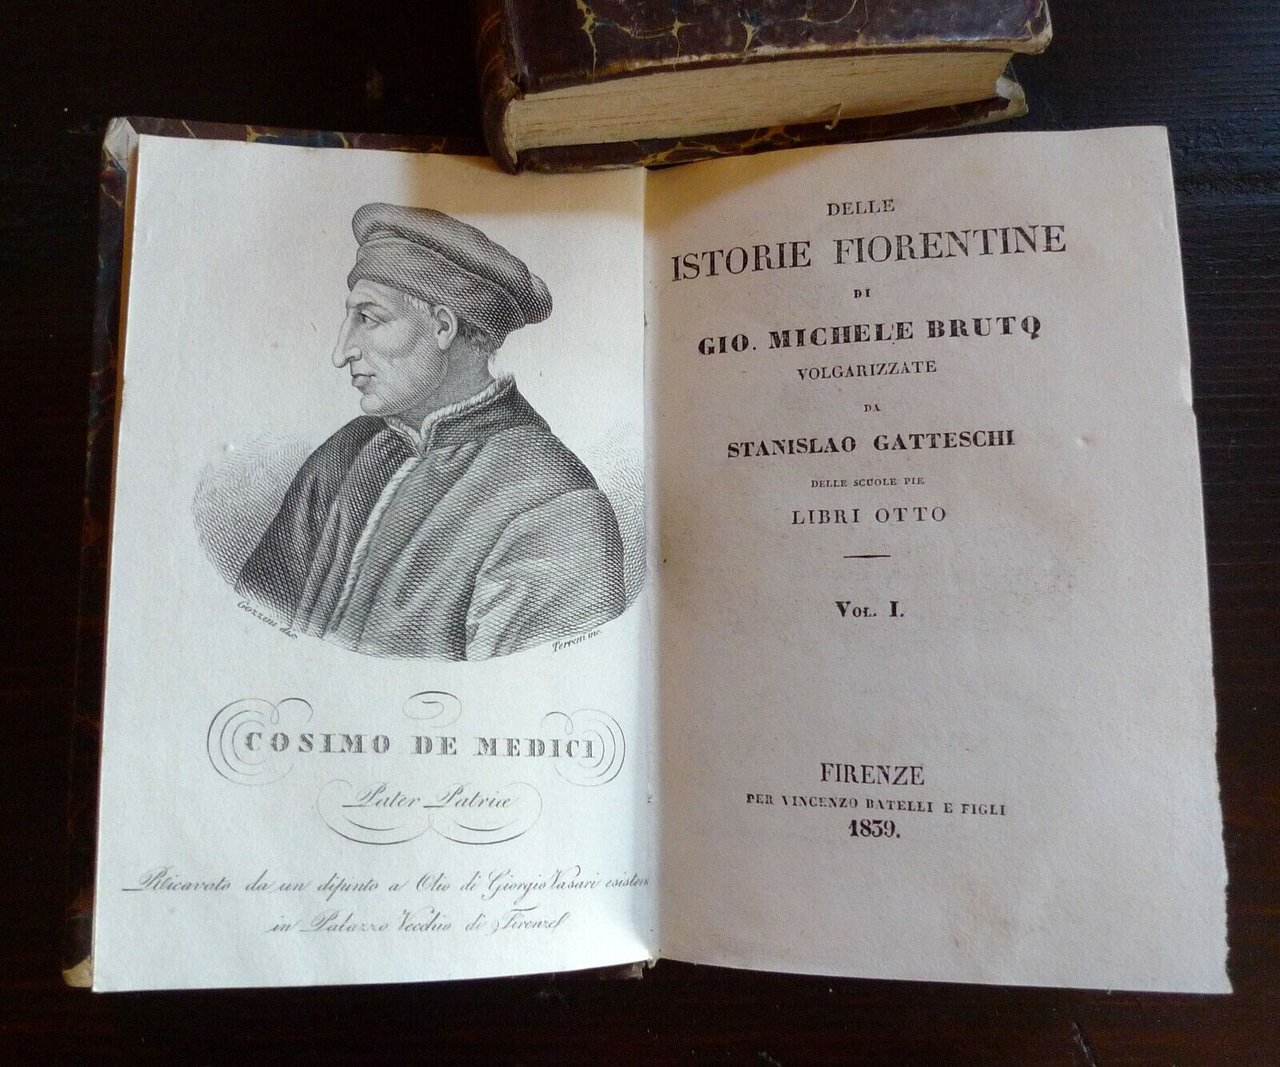 Gozzini dis.
Terreni inc.
COSIMO DE MEDICI
Pater Patriæ
Ricavato da un dipinto a Olio di Giorgio Vasari esisten
in Palazzo Vecchio di Firenze
DELLE
ISTORIE FIORENTINE
DI
GIO. MICHELE BRUTO
VOLGARIZZATE
DA
STANISLAO GATTESCHI
DELLE SCUOLE PIE
LIBRI OTTO
VOL. I.
FIRENZE
PER VINCENZO BATELLI E FIGLI
1839.